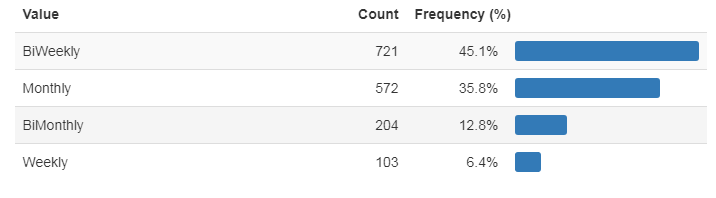 Value Count Frequency (%)
BiWeekly 721 45.1%
Monthly 572 35.8%
BiMonthly 204 12.8%
Weekly 103 6.4%